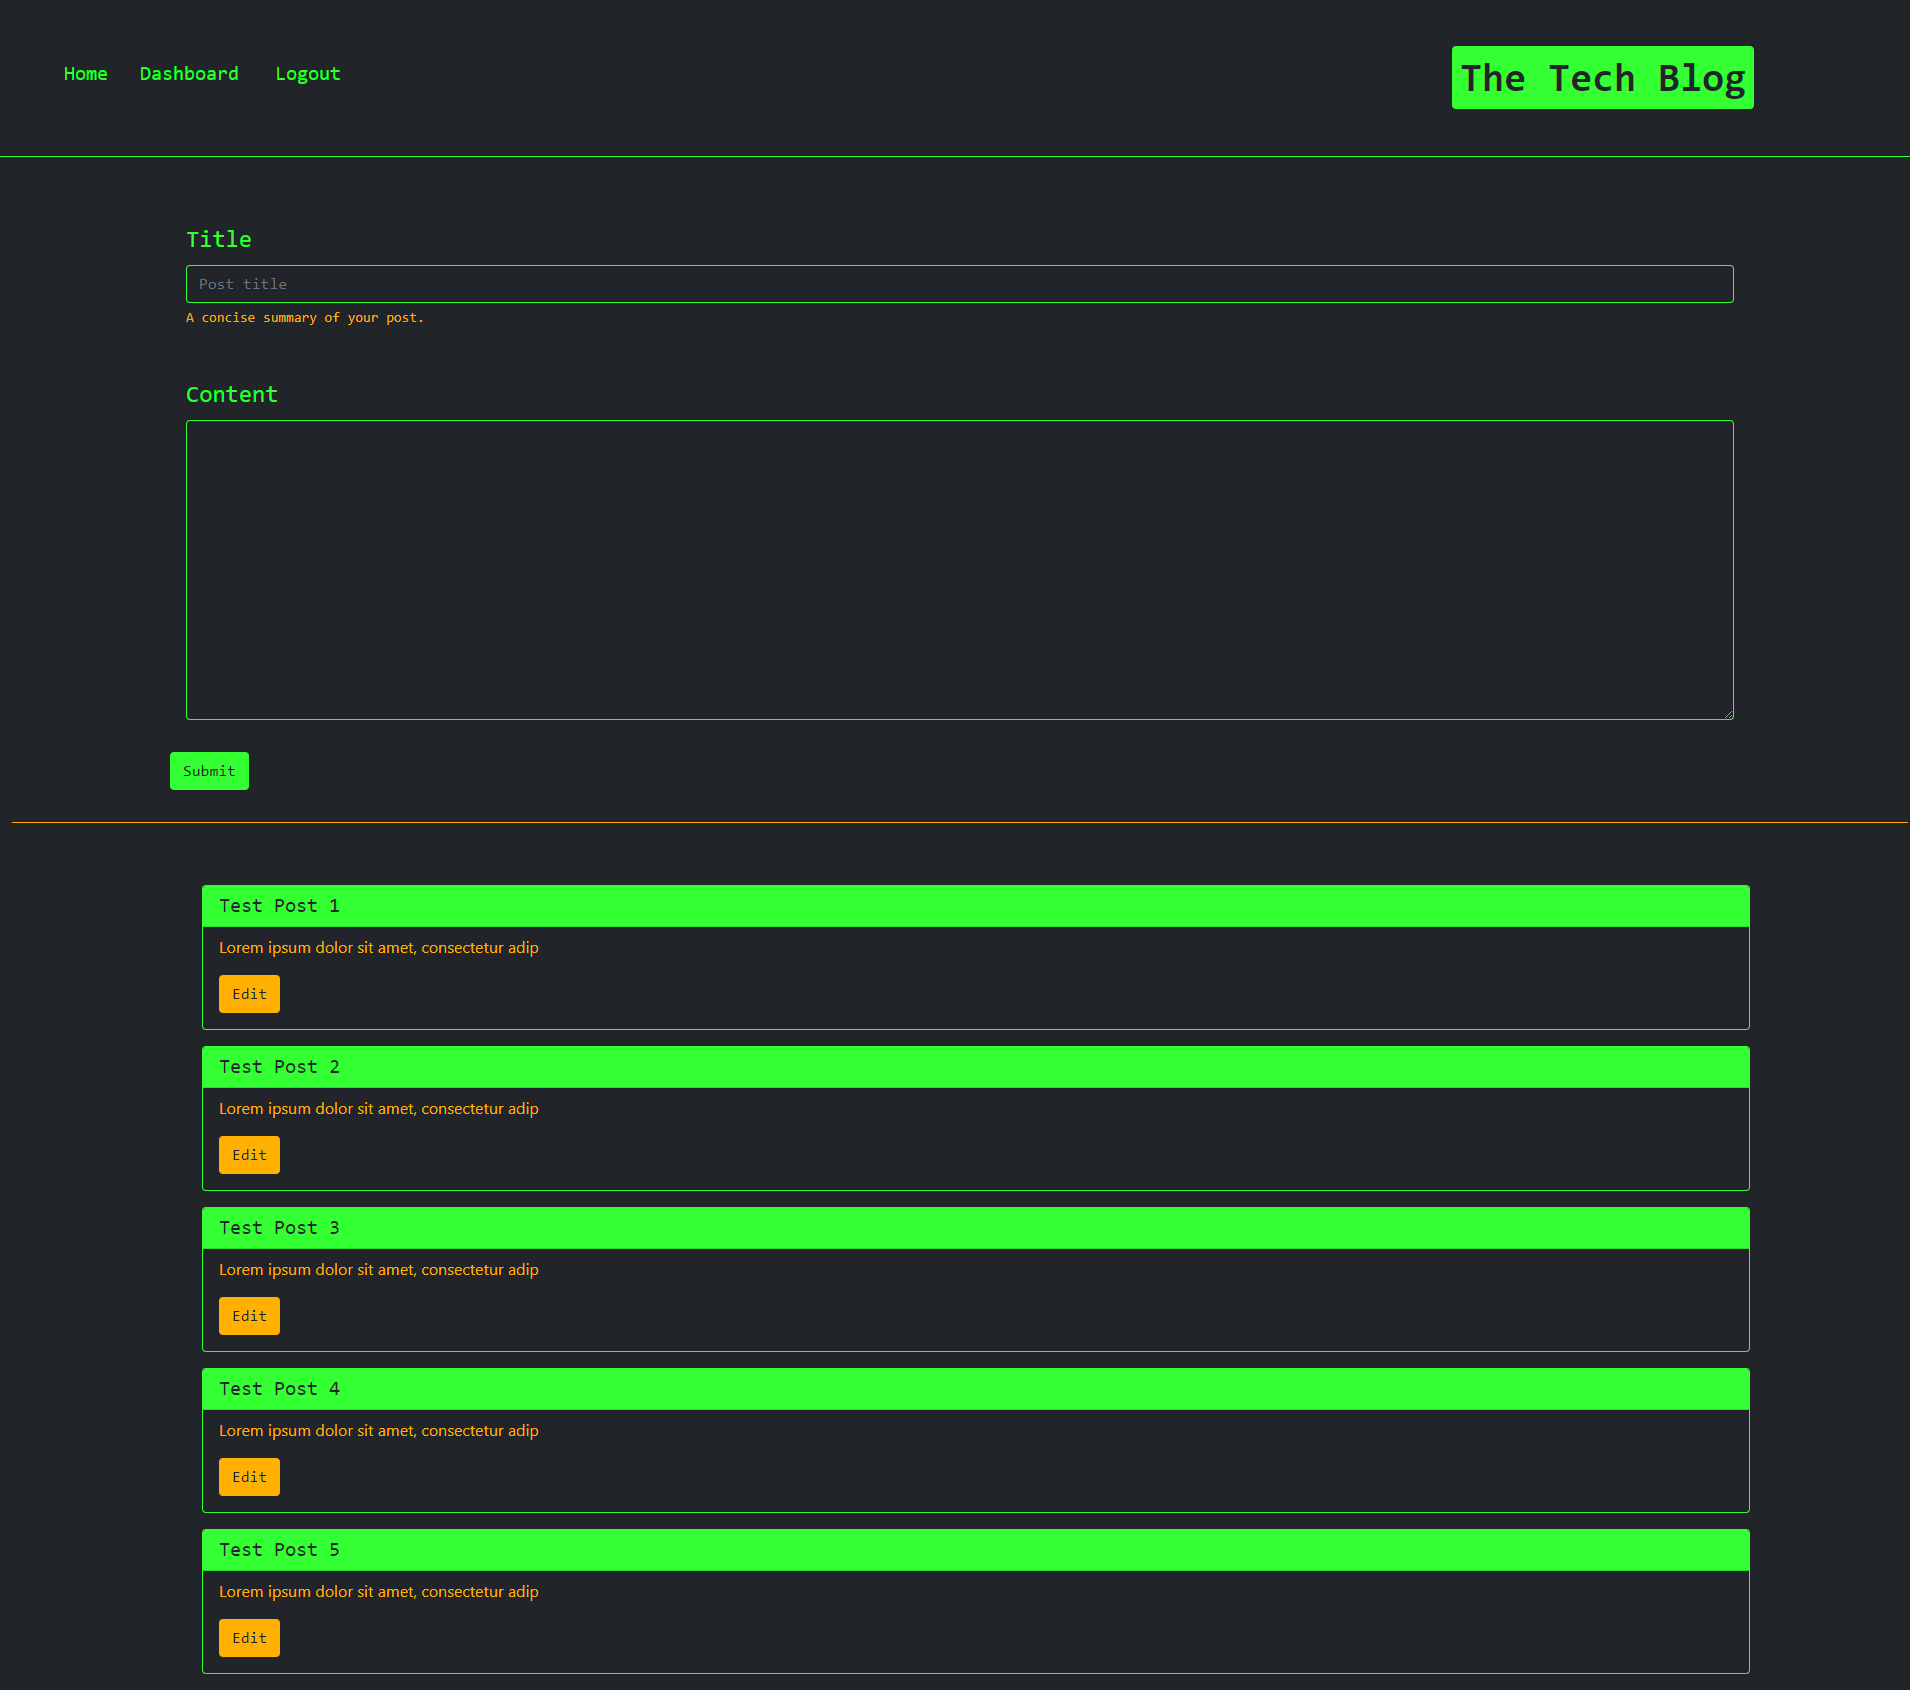 Home Dashboard Logout
The Tech Blog
Title
Post title
A concise summary of your post.
Content
Submit
Test Post 1
Lorem ipsum dolor sit amet, consectetur adip
Edit
Test Post 2
Lorem ipsum dolor sit amet, consectetur adip
Edit
Test Post 3
Lorem ipsum dolor sit amet, consectetur adip
Edit
Test Post 4
Lorem ipsum dolor sit amet, consectetur adip
Edit
Test Post 5
Lorem ipsum dolor sit amet, consectetur adip
Edit